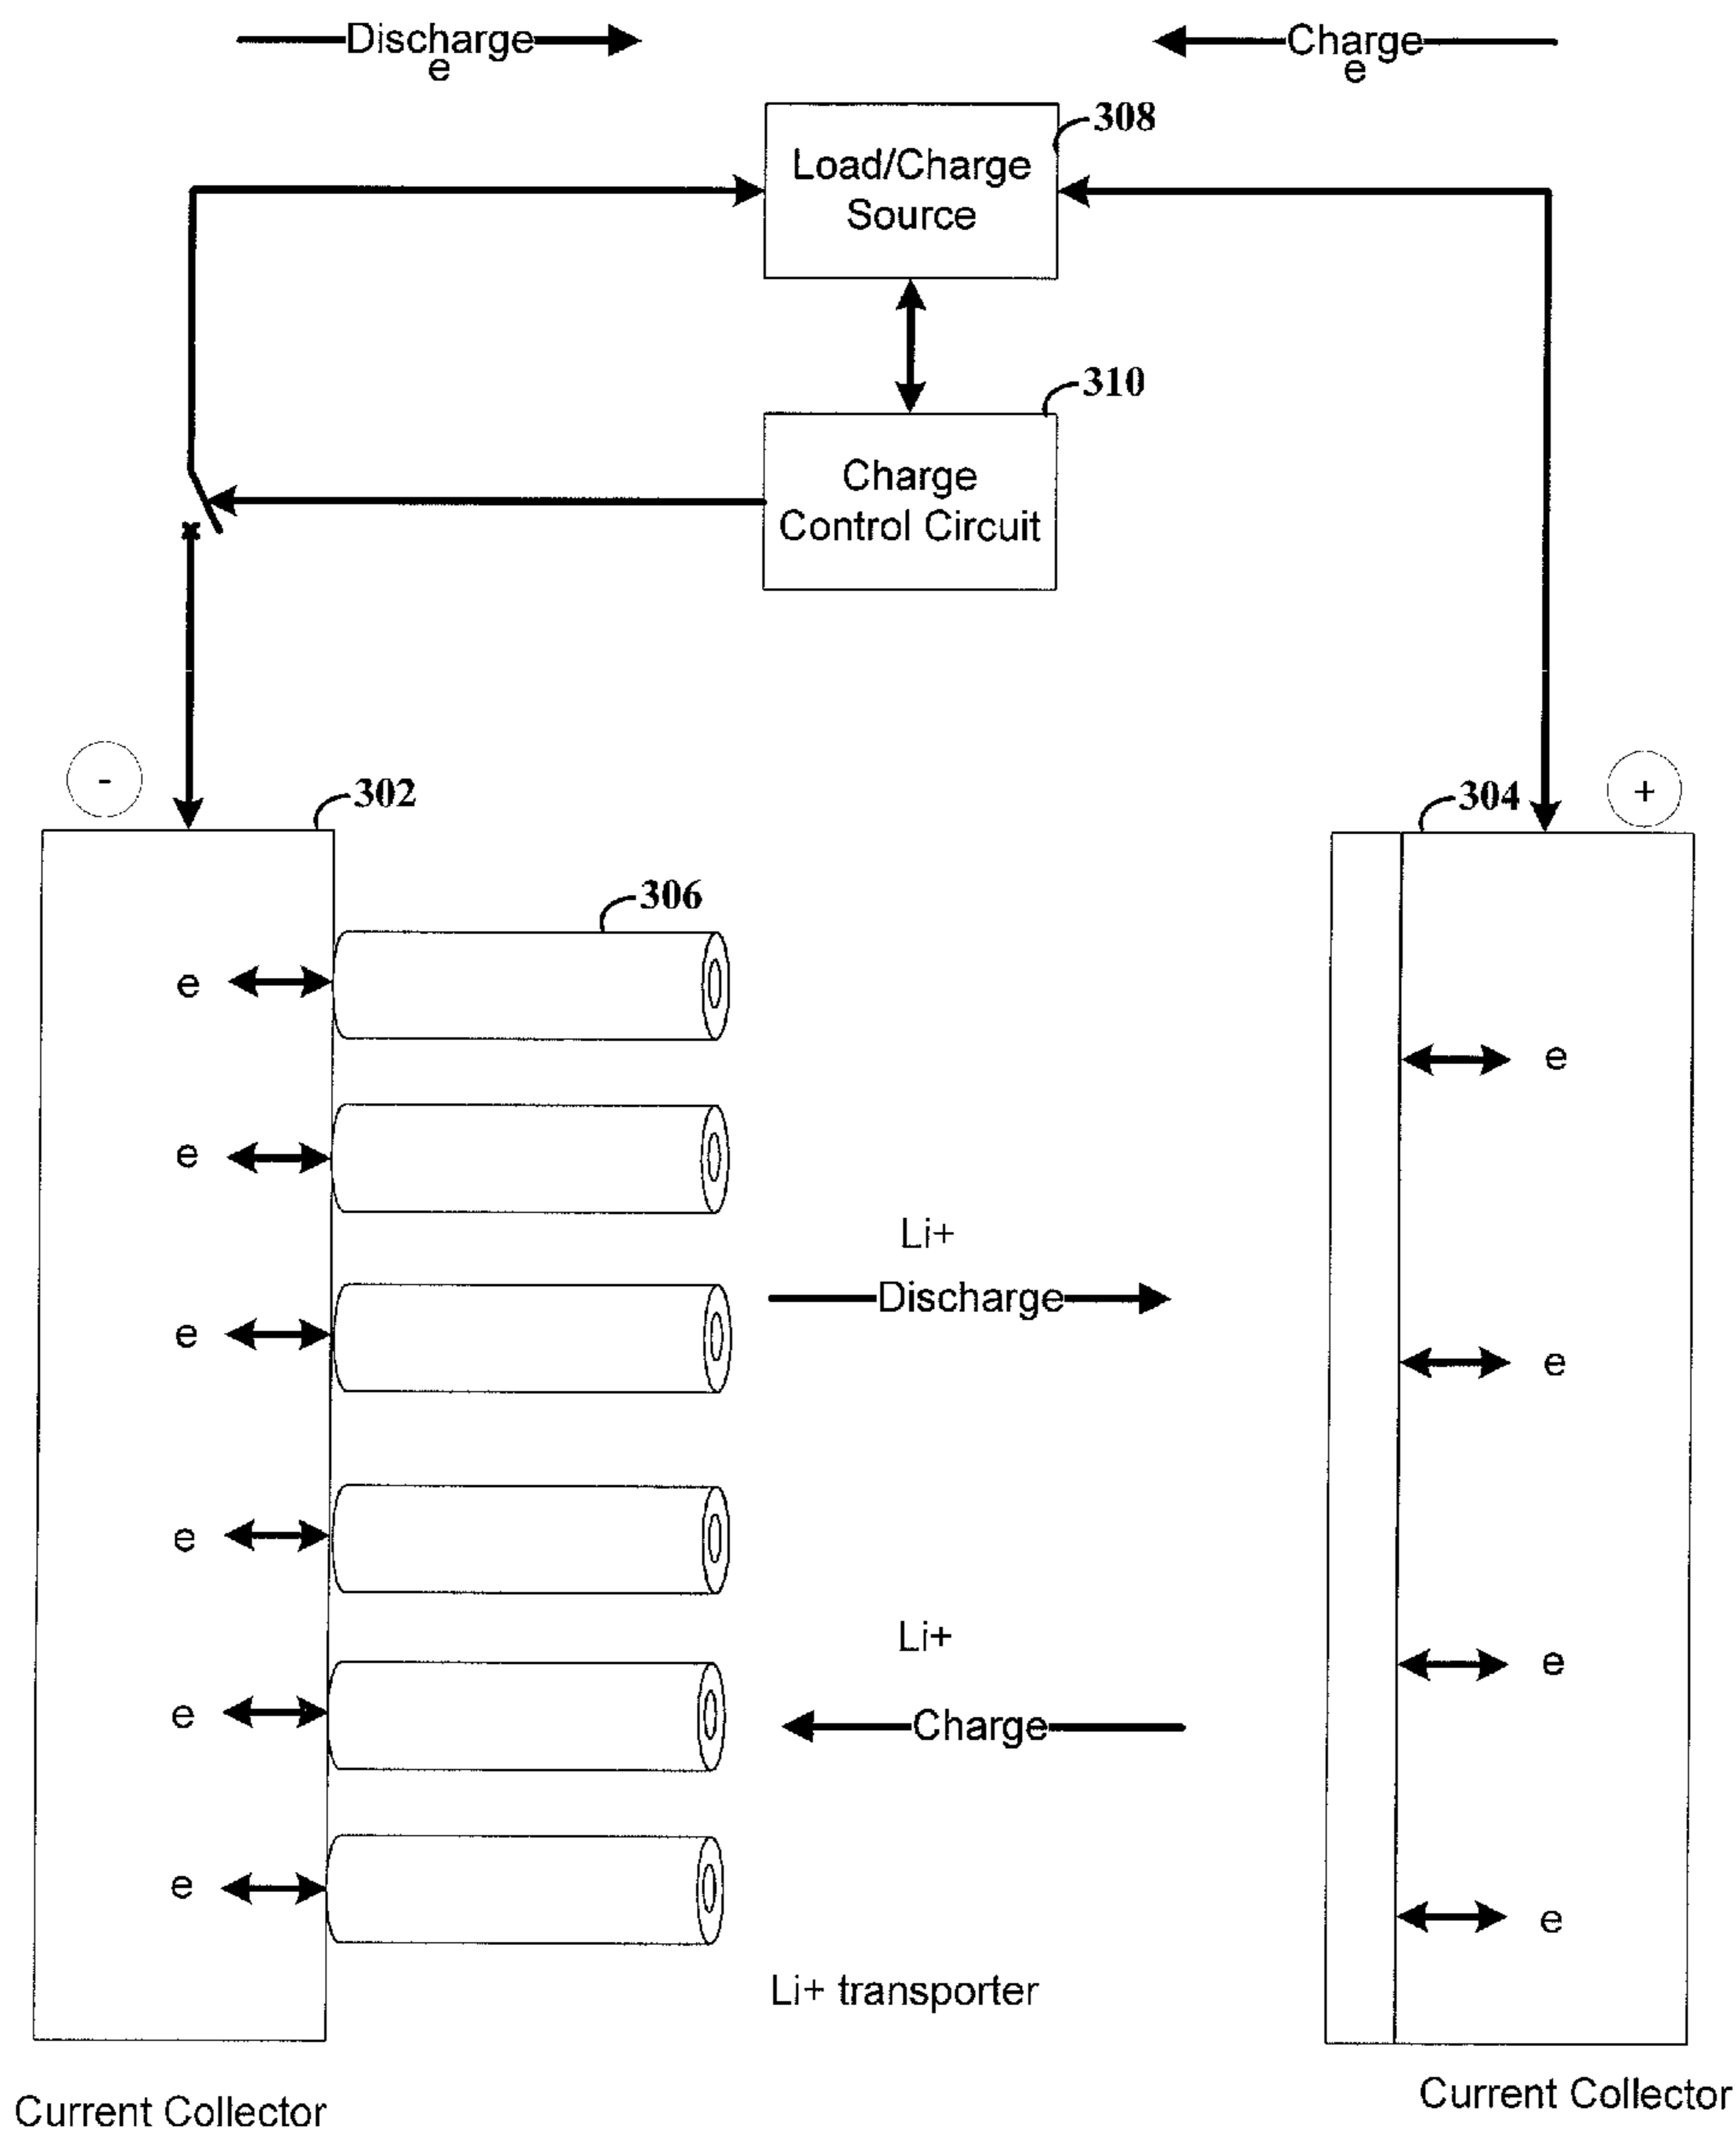 Discharge
e
Charge
e
308
Load/Charge
Source
310
Charge
Control Circuit
-
302
304
+
306
e
e
e
e
e
e
e
e
e
e
Li+
Discharge
Li+
Charge
Li+ transporter
Current Collector
Current Collector